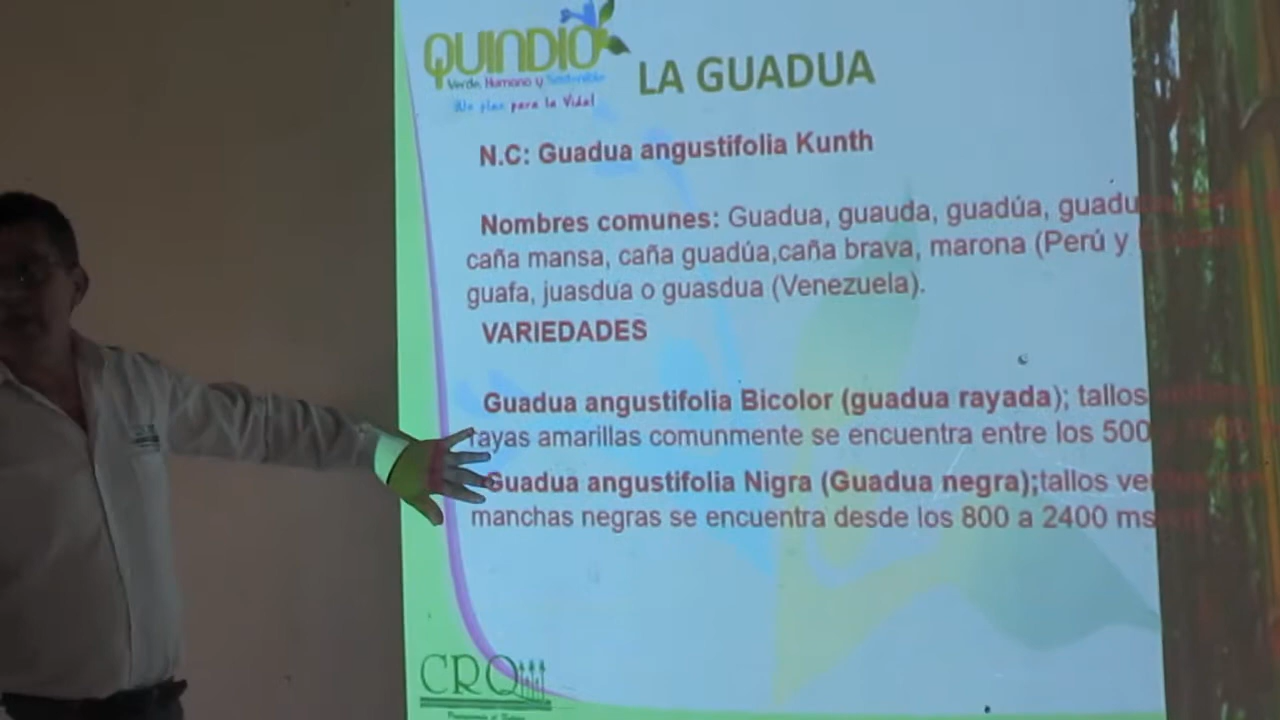 QUINDIO
Verde, Humano y Sostenible
Un plan para la Vida!
LA GUADUA
N.C: Guadua angustifolia Kunth
Nombres comunes: Guadua, guauda, guadúa, guadu
caña mansa, caña guadúa,caña brava, marona (Perú y
guafa, juasdua o guasdua (Venezuela).
VARIEDADES
Guadua angustifolia Bicolor (guadua rayada); tallos
rayas amarillas comunmente se encuentra entre los 500
Guadua angustifolia Nigra (Guadua negra);tallos
manchas negras se encuentra desde los 800 a 2400
CRQ